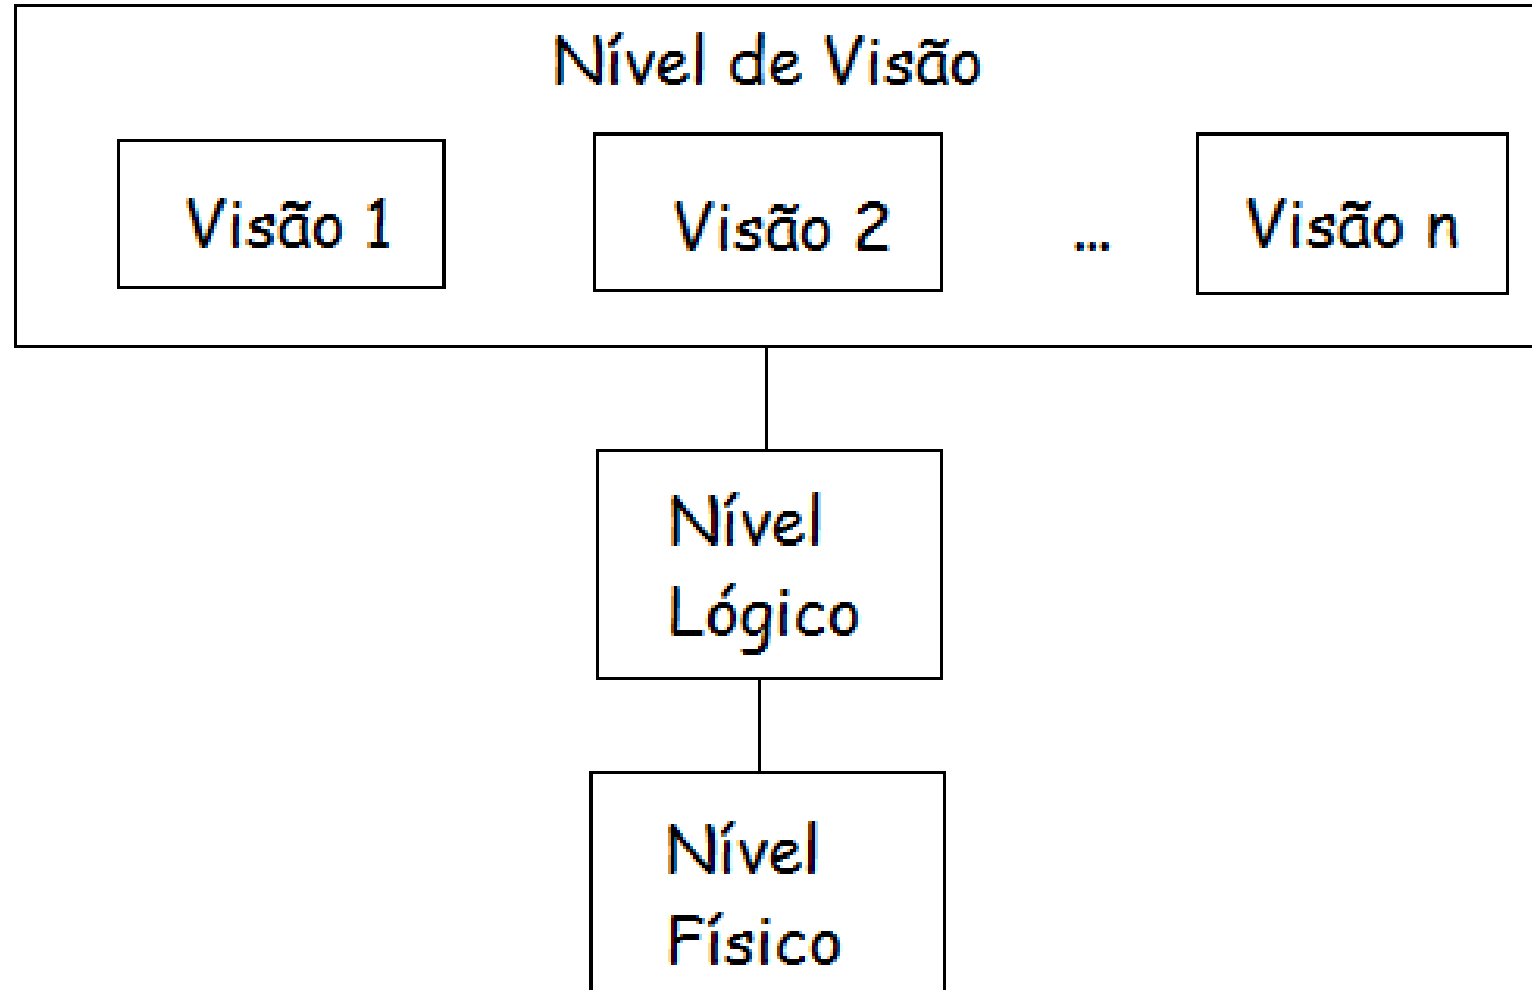 Nível de Visão
Visão 1
Visão 2
...
Visão n
Nível
Lógico
Nível
Físico